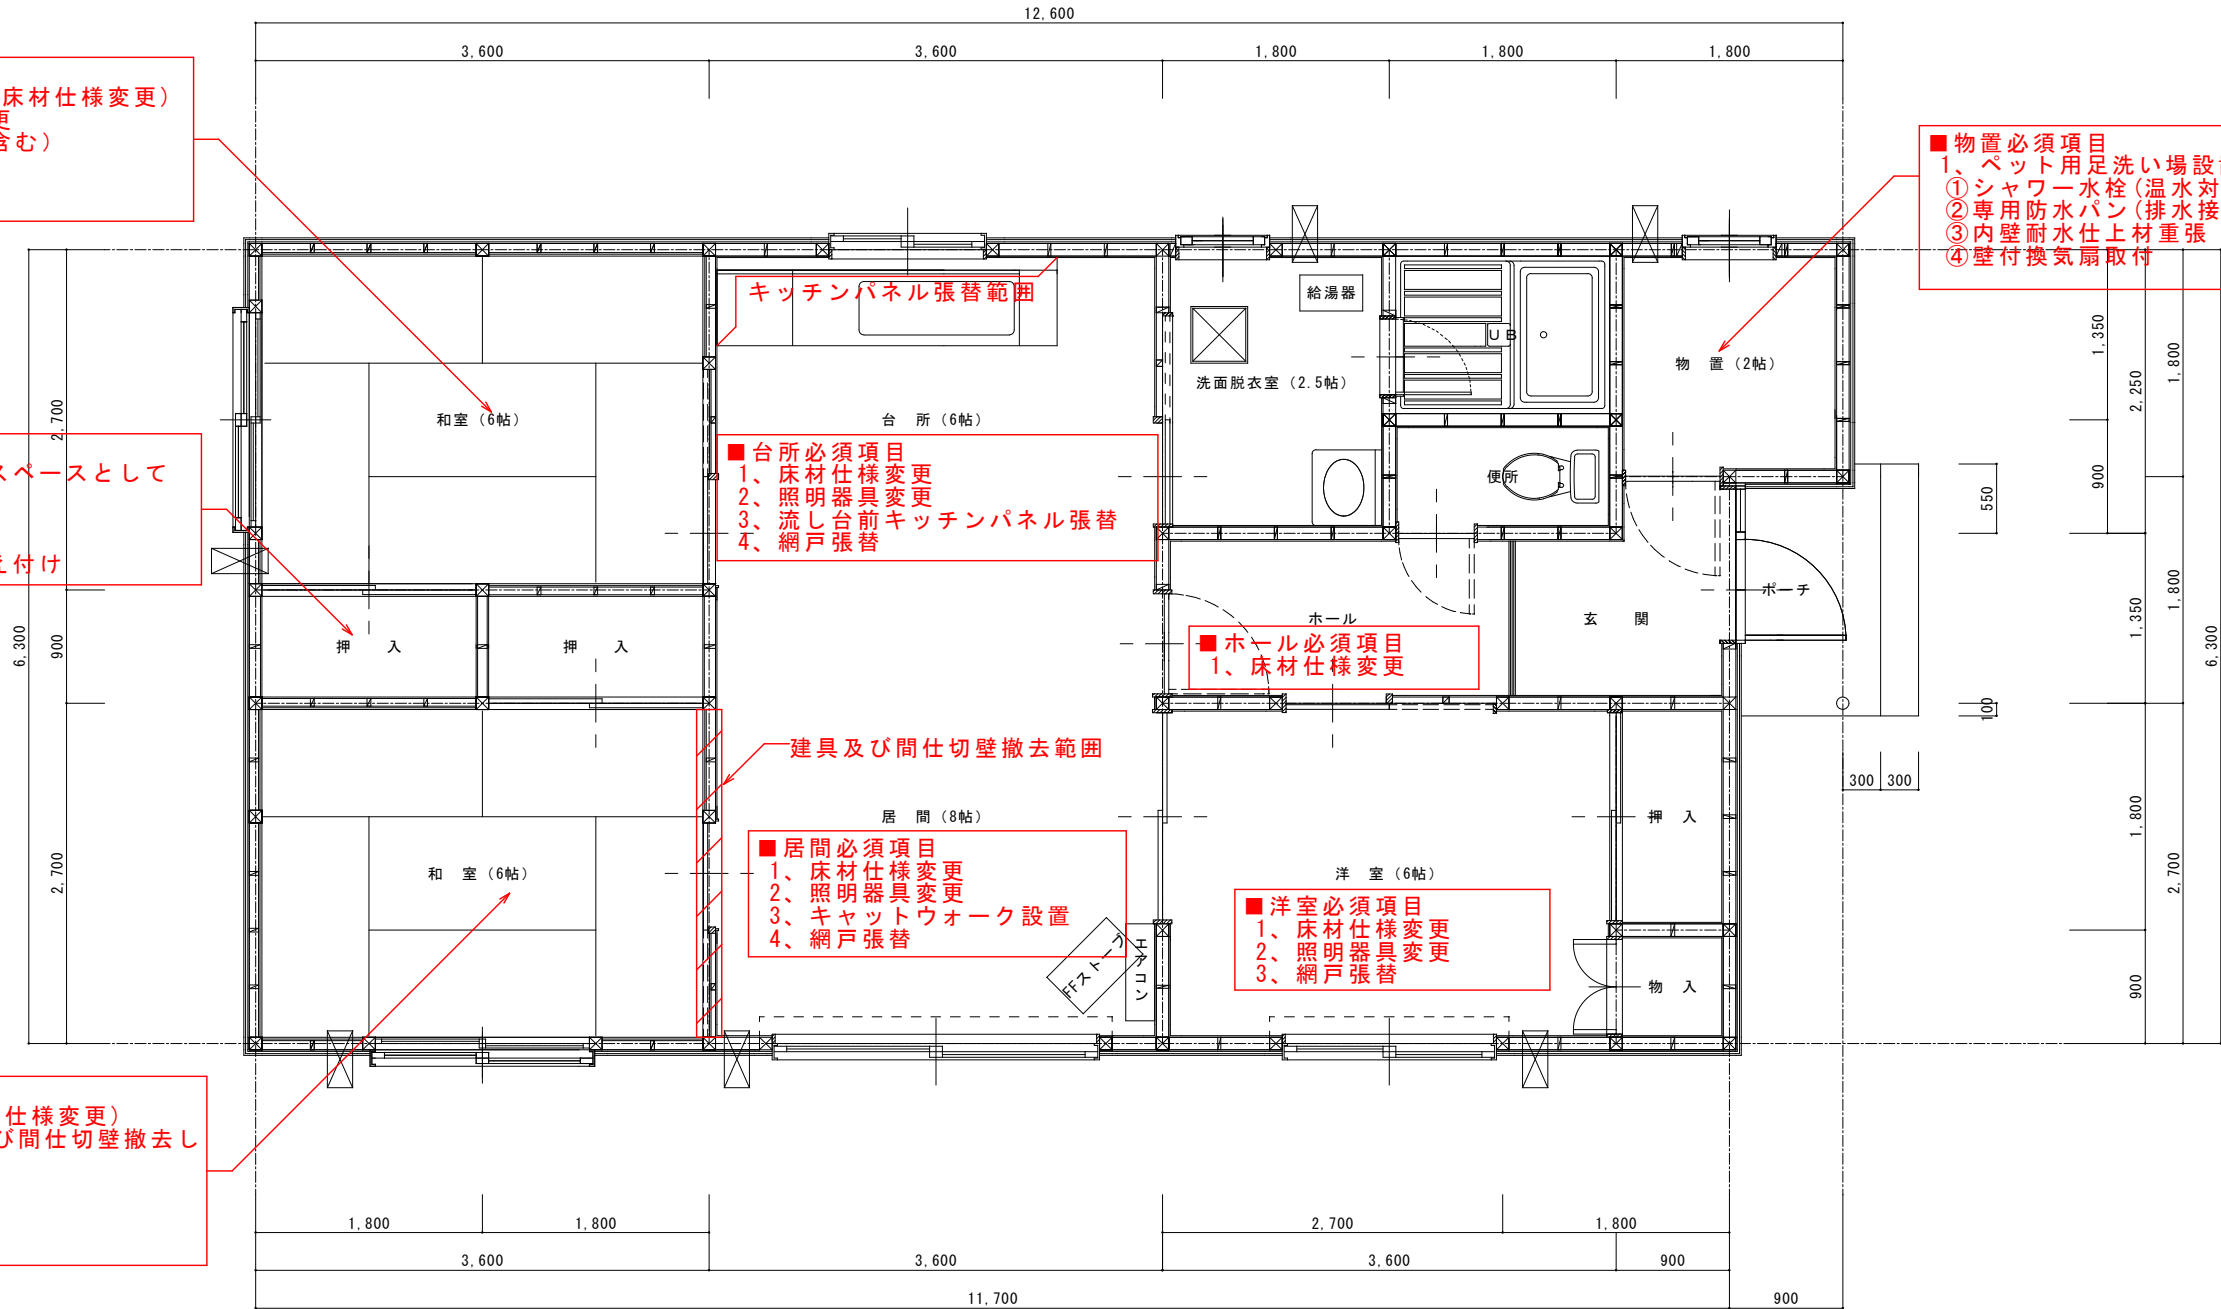 12,600
3,600
3,600
1,800
1,800
1,800
床材仕様変更)
更
含む)
■物置必須項目
1、ペット用足洗い場設
①シャワー水栓(温水対
②専用防水パン(排水接
③内壁耐水仕上材重張
④壁付換気扇取付
キッチンパネル張替範囲
給湯器
UB
洗面脱衣室(2.5帖)
物 置(2帖)
和室(6帖)
台 所(6帖)
便所
スペースとして
え付け
■台所必須項目
1、床材仕様変更
2、照明器具変更
3、流し台前キッチンパネル張替
4、網戸張替
2,700
900
2,700
6,300
1,350
900
2,250
1,800
550
1,350
1,800
100
1,800
2,700
900
6,300
押 入
押 入
ホール
玄 関
ポーチ
■ホール必須項目
1、床材仕様変更
建具及び間仕切壁撤去範囲
300
300
居 間(8帖)
押 入
■居間必須項目
1、床材仕様変更
2、照明器具変更
3、キャットウォーク設置
4、網戸張替
和 室(6帖)
洋 室(6帖)
■洋室必須項目
1、床材仕様変更
2、照明器具変更
3、網戸張替
FFストーブ
エアコン
物 入
仕様変更)
び間仕切壁撤去し
1,800
1,800
2,700
1,800
3,600
3,600
3,600
900
11,700
900